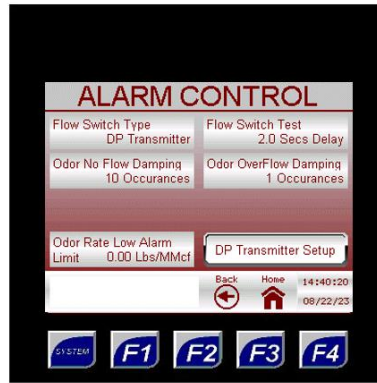 ALARM CONTROL
Flow Switch Type
DP Transmitter
Flow Switch Test
2.0 Secs Delay
Odor No Flow Damping
10 Occurances
Odor OverFlow Damping
1 Occurances
Odor Rate Low Alarm
Limit 0.00 Lbs/MMcf
DP Transmitter Setup
Back
Home
14:40:20
08/22/23
SYSTEM
F1
F2
F3
F4